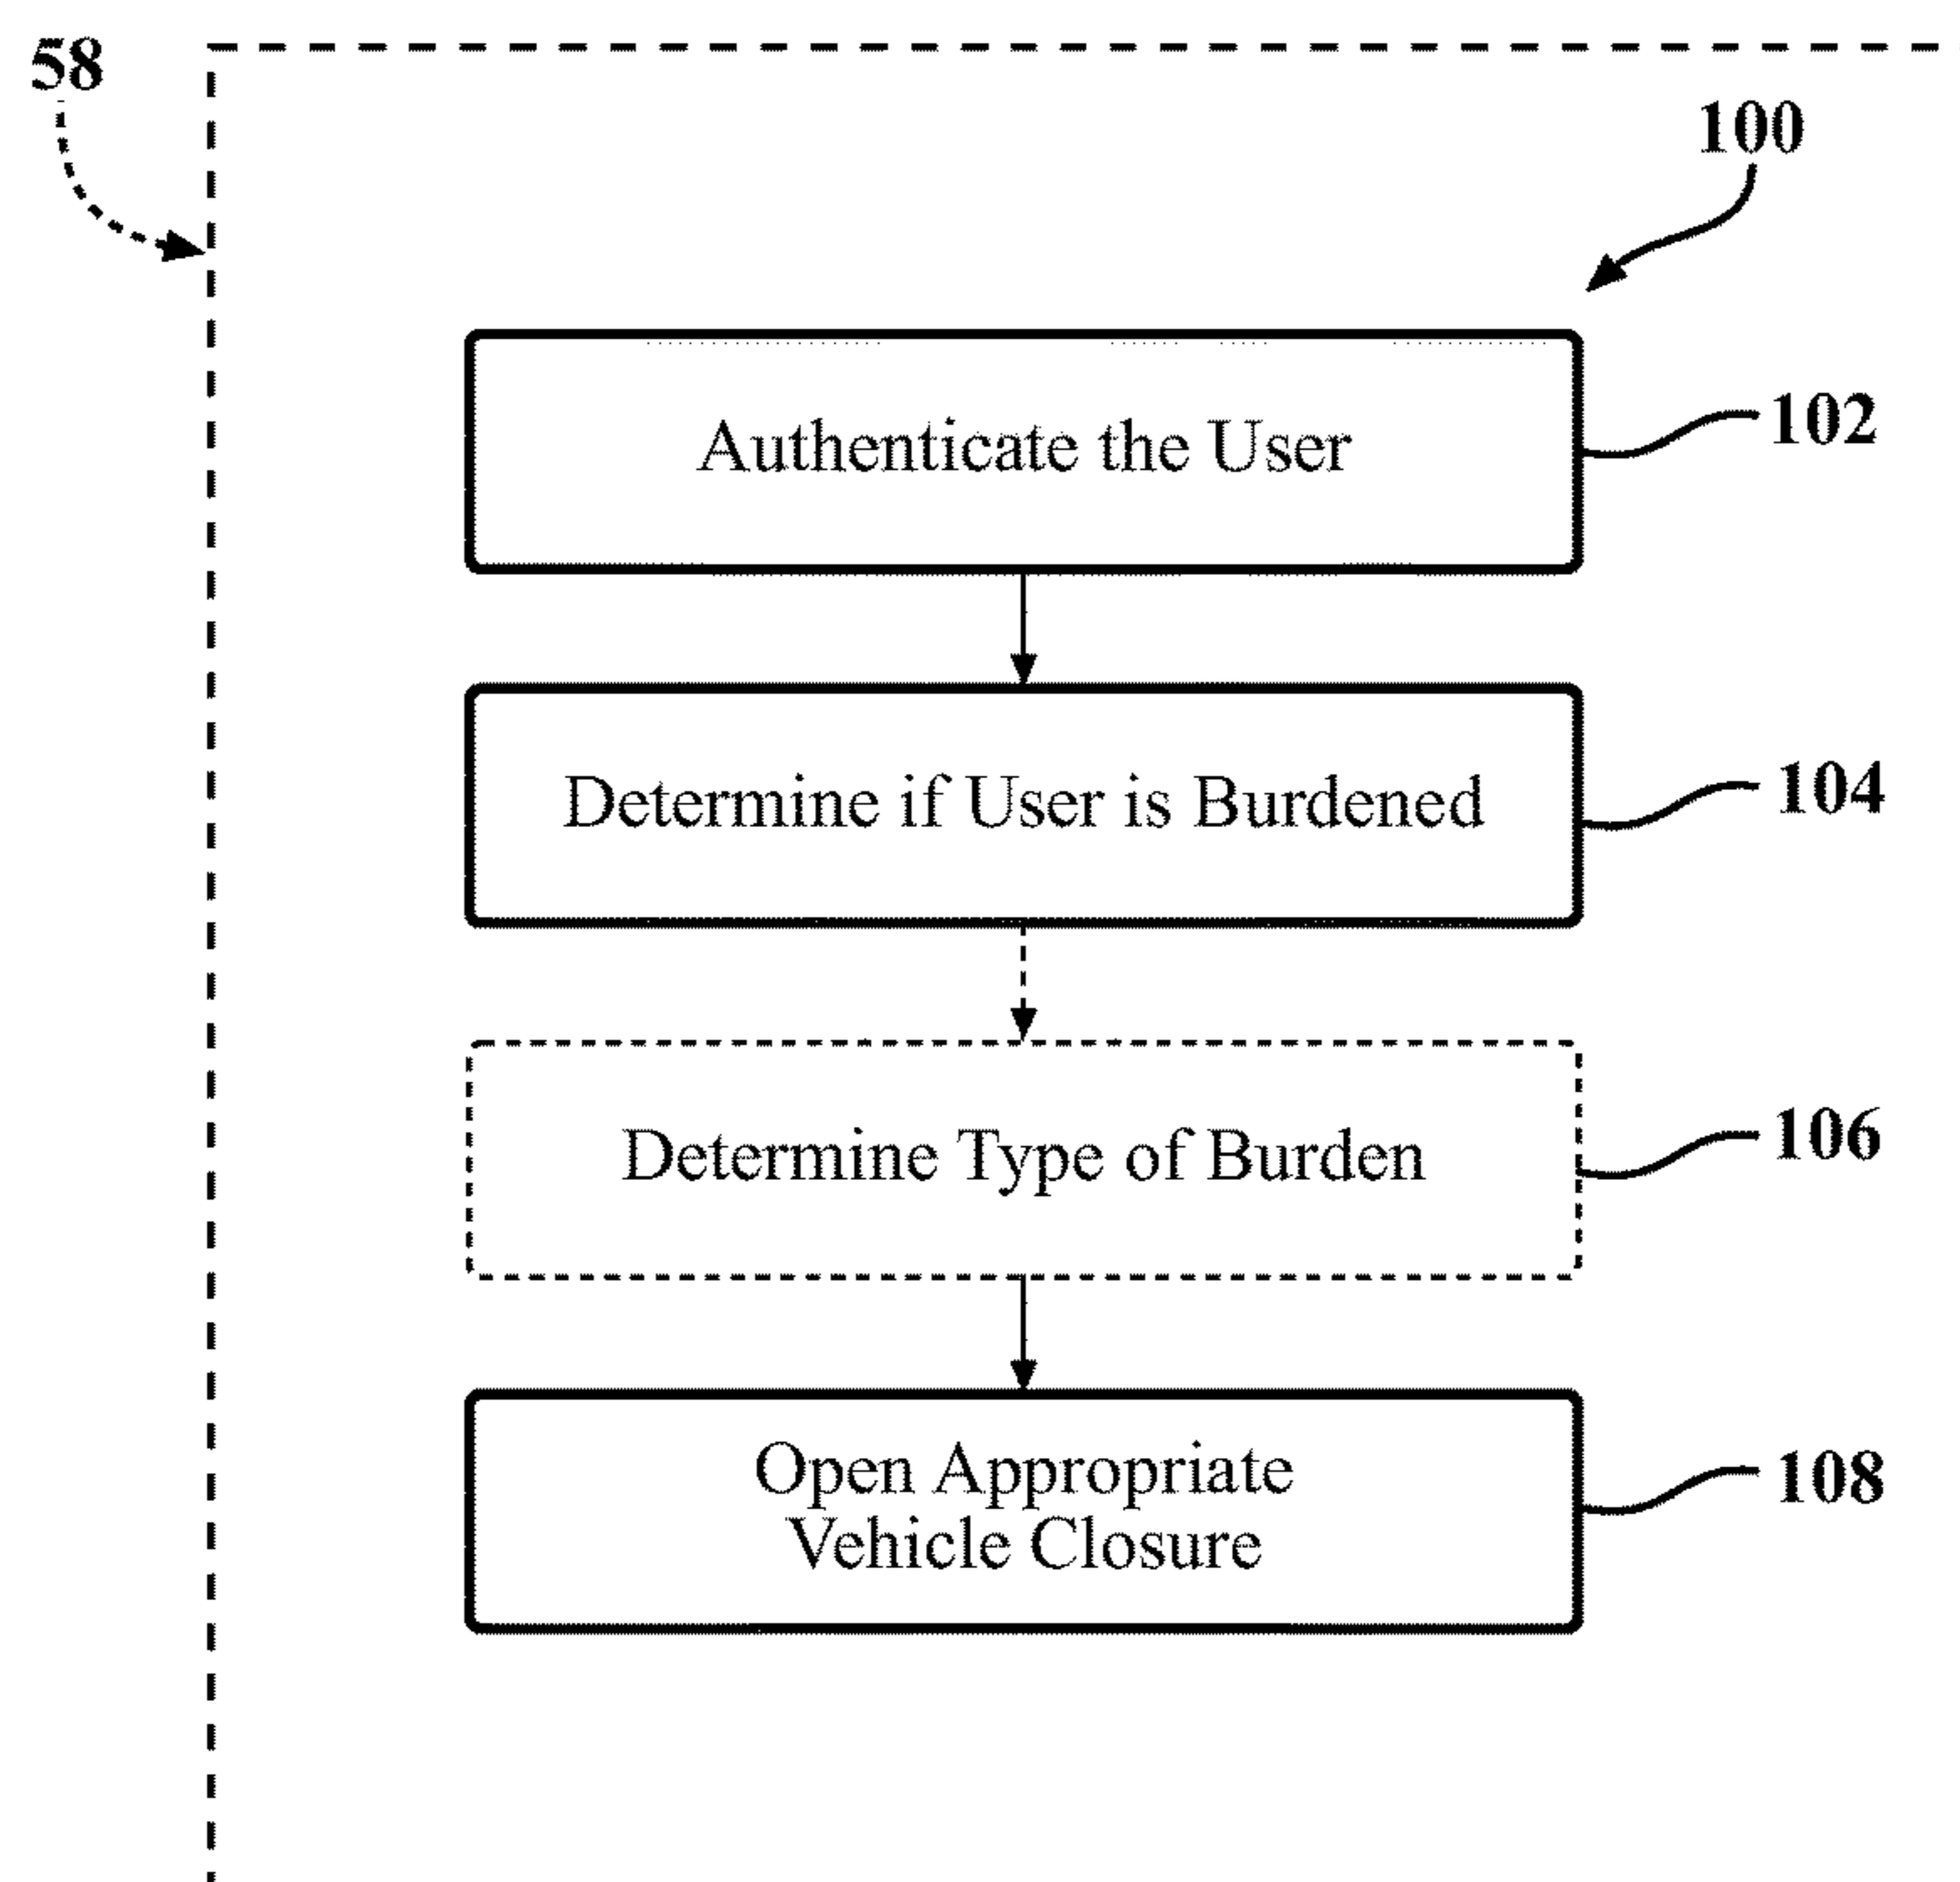 58
100
Authenticate the User
102
Determine if User is Burdened
104
Determine Type of Burden
106
Open Appropriate
Vehicle Closure
108